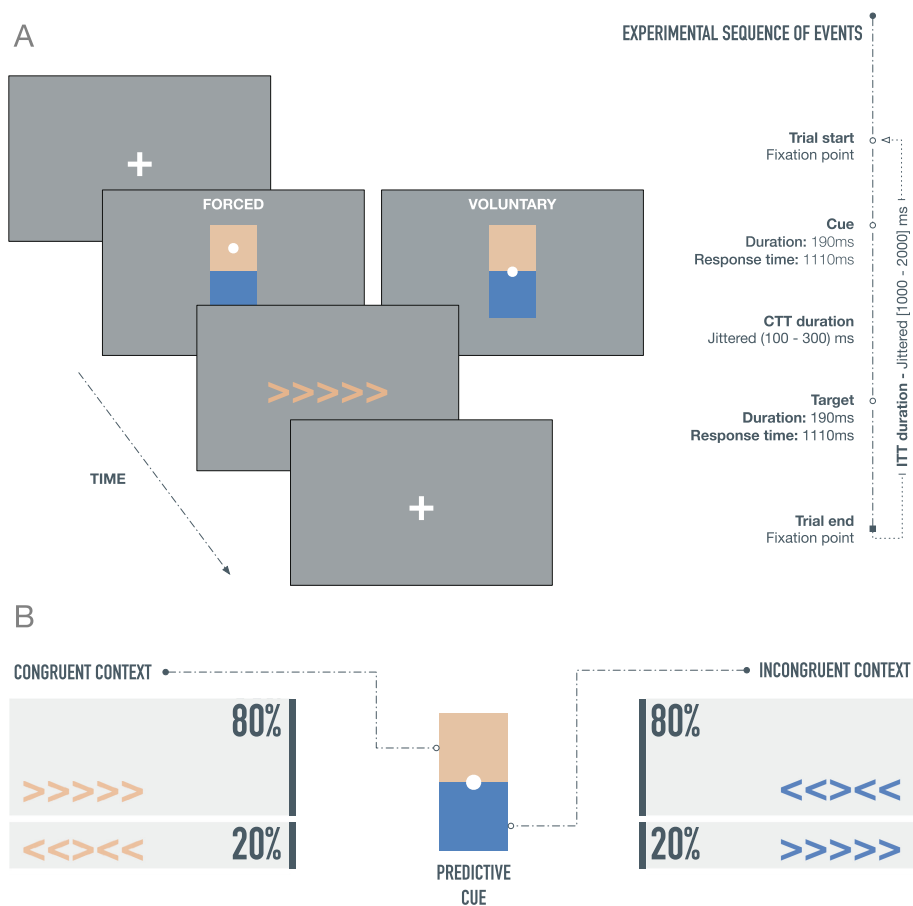 A
EXPERIMENTAL SEQUENCE OF EVENTS
Trial start
Fixation point
FORCED
VOLUNTARY
Cue
Duration: 190ms
Response time: 1110ms
CTT duration
Jittered (100 - 300) ms
>>>>>
Target
Duration: 190ms
Response time: 1110ms
ITT duration - Jittered [1000 - 2000] ms
TIME
Trial end
Fixation point
B
CONGRUENT CONTEXT
INCONGRUENT CONTEXT
80%
>>>>>
20%
<<><<
80%
<<><<
20%
>>>>>
PREDICTIVE
CUE